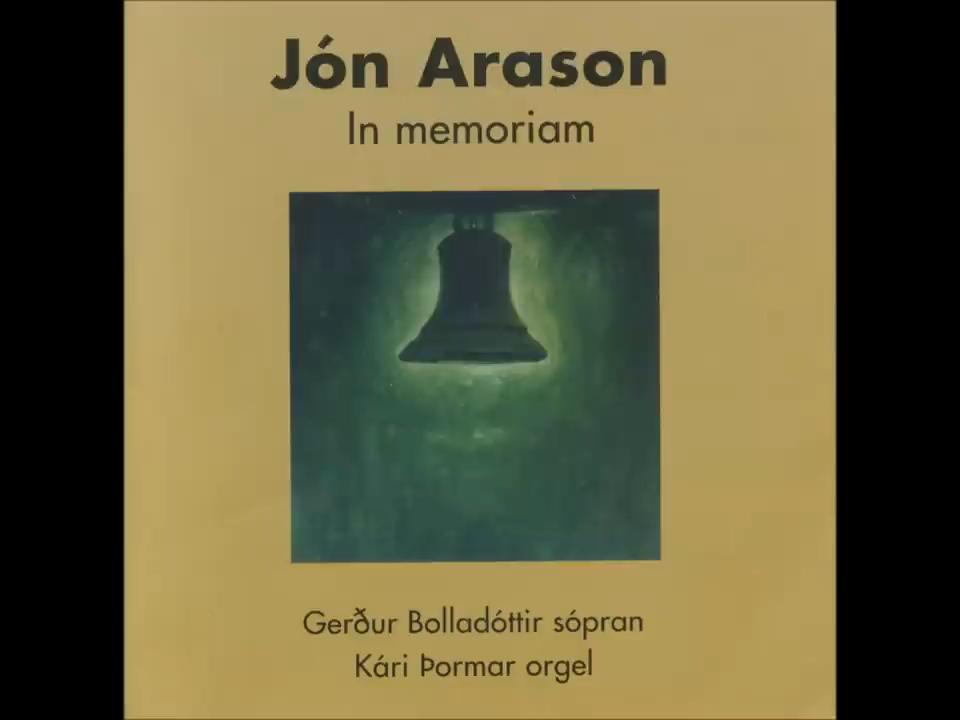 Jón Arason
In memoriam
Gerður Bolladóttir sópran
Kári Þormar orgel